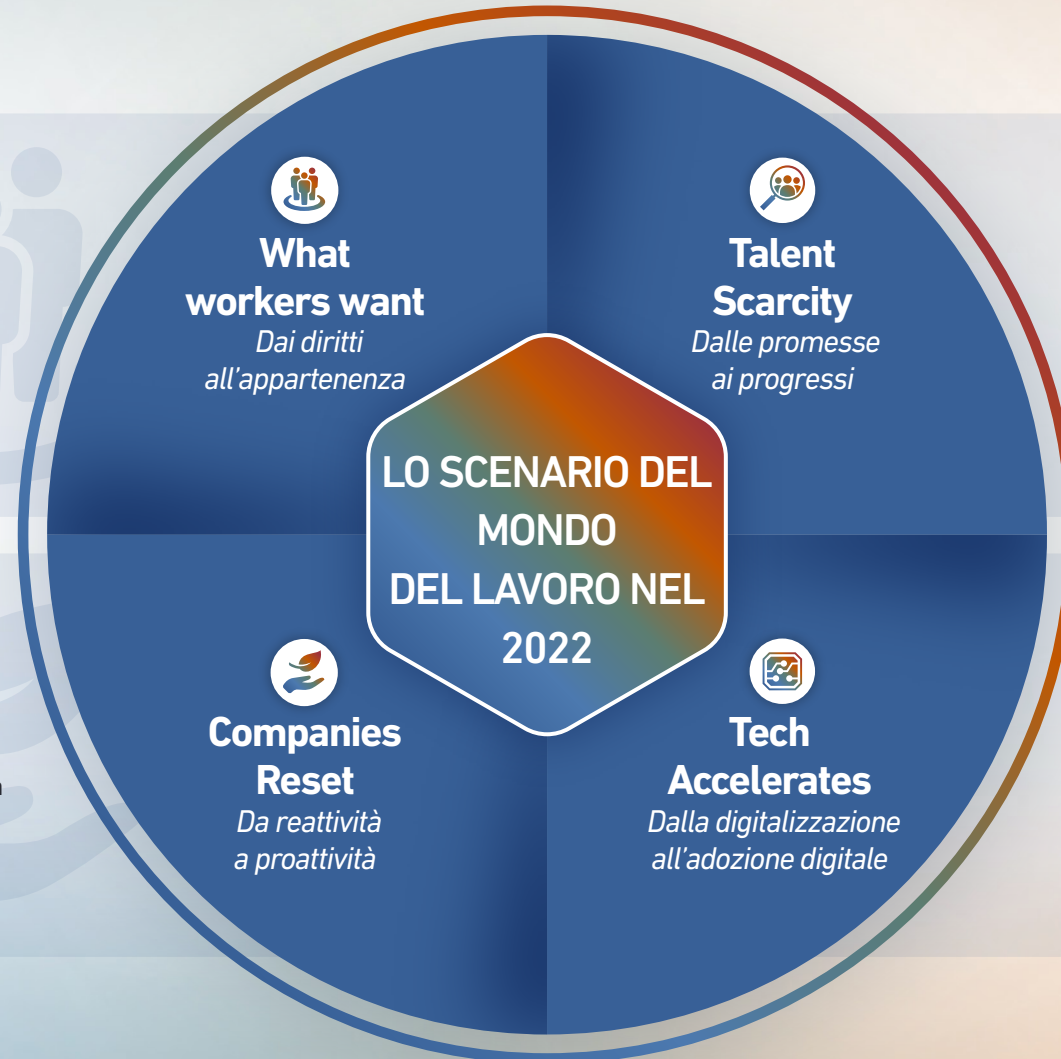 What
workers want
Dai diritti
all'appartenenza
Talent
Scarcity
Dalle promesse
ai progressi
LO SCENARIO DEL
MONDO
DEL LAVORO NEL
2022
Companies
Reset
Da reattività
a proattività
Tech
Accelerates
Dalla digitalizzazione
all'adozione digitale